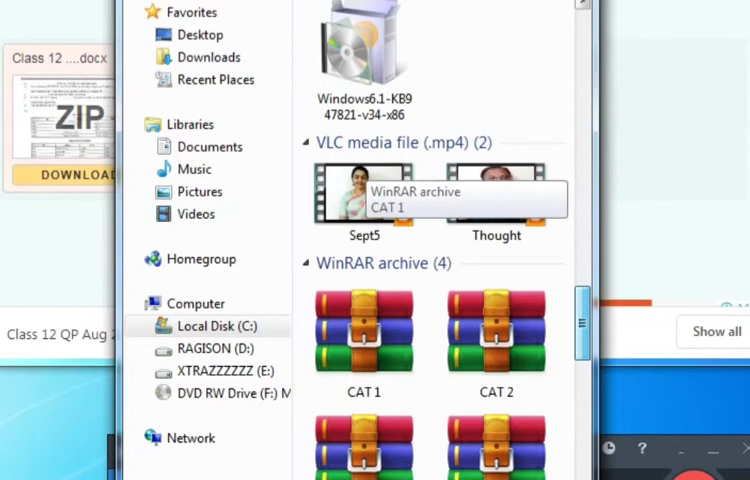 Favorites
Desktop
Downloads
Recent Places
Libraries
Documents
Music
Pictures
Videos
Homegroup
Computer
Local Disk (C:)
RAGISON (D:)
XTRAZZZZZZ (E:)
DVD RW Drive (F:) M
Network
Class 12 ....docx
ZIP
DOWNLOAD
Class 12 QP Aug 2
Windows6.1-KB9
47821-v34-x86
VLC media file (.mp4) (2)
WinRAR archive
CAT 1
Sept5
Thought
WinRAR archive (4)
CAT 1
CAT 2
Show all
?